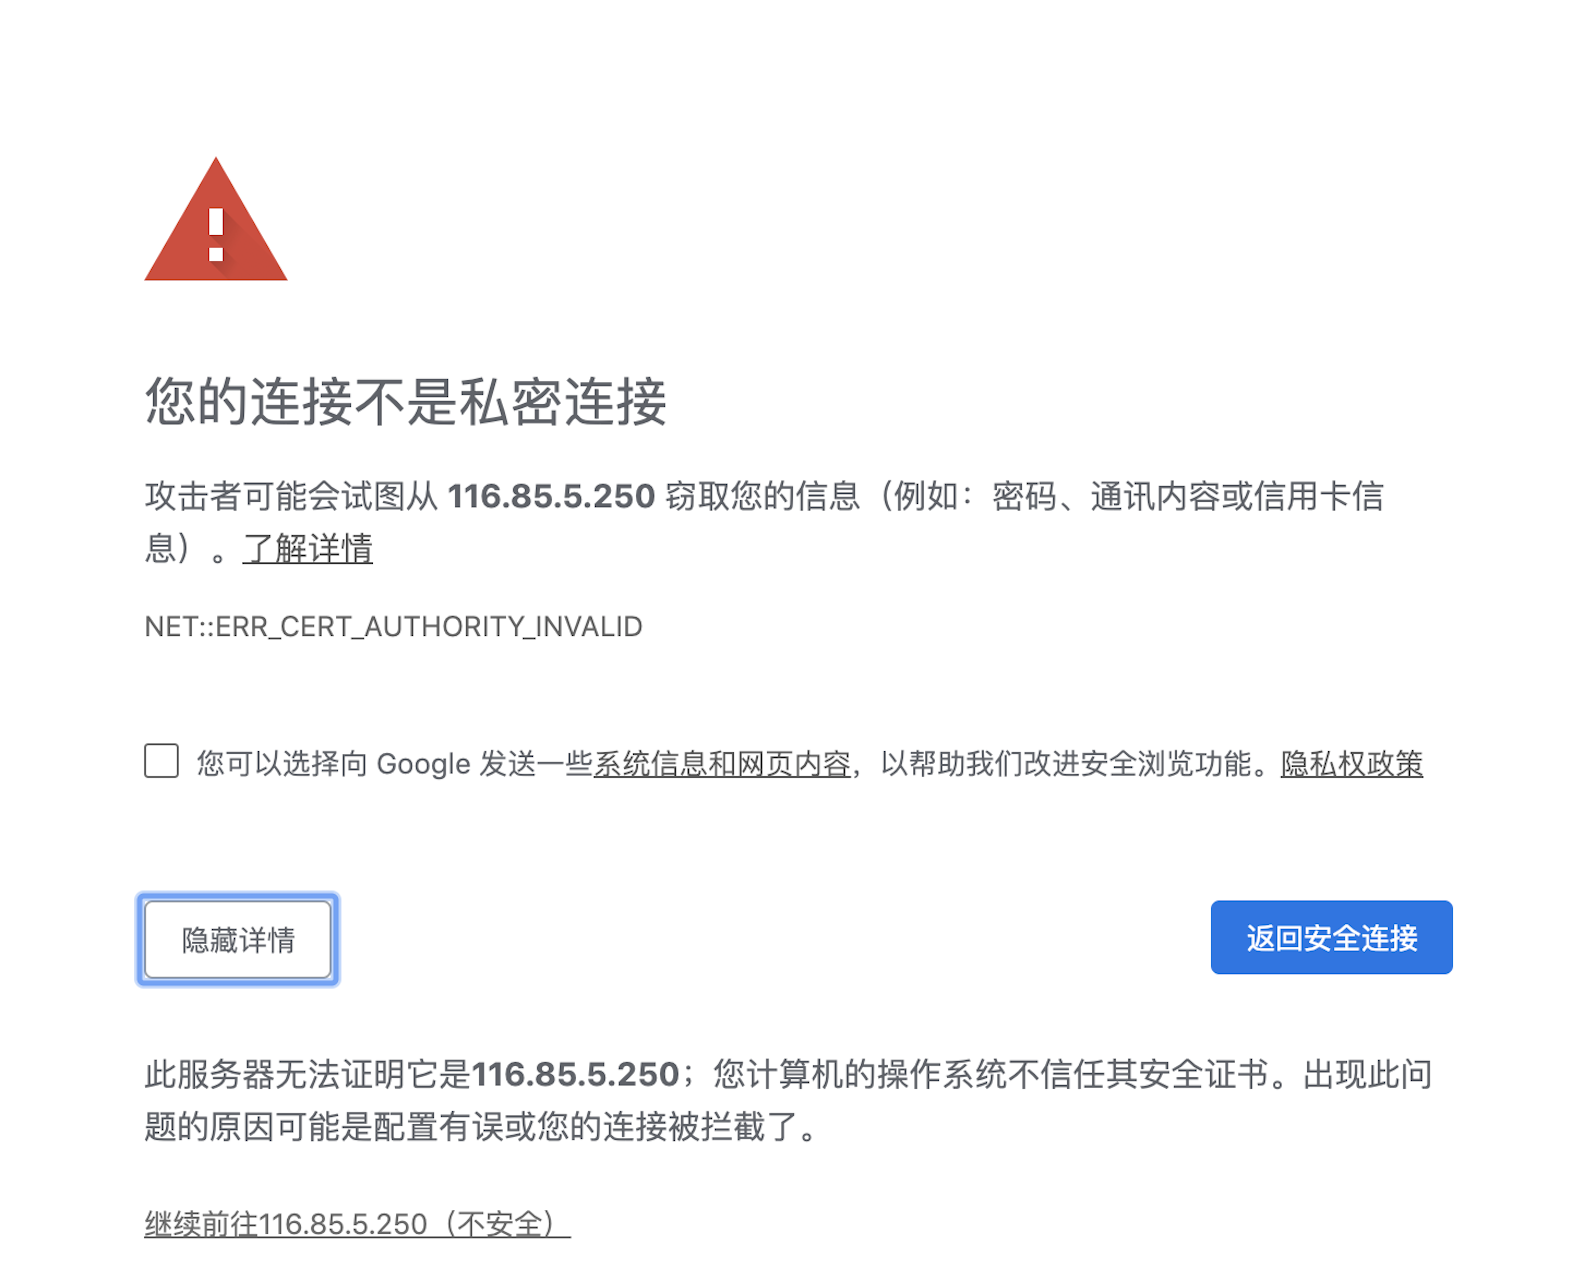 您的连接不是私密连接
攻击者可能会试图从 116.85.5.250 窃取您的信息（例如：密码、通讯内容或信用卡信
息）。了解详情
NET::ERR_CERT_AUTHORITY_INVALID
您可以选择向 Google 发送一些系统信息和网页内容，以帮助我们改进安全浏览功能。隐私权政策
隐藏详情
返回安全连接
此服务器无法证明它是116.85.5.250；您计算机的操作系统不信任其安全证书。出现此问
题的原因可能是配置有误或您的连接被拦截了。
继续前往116.85.5.250（不安全）